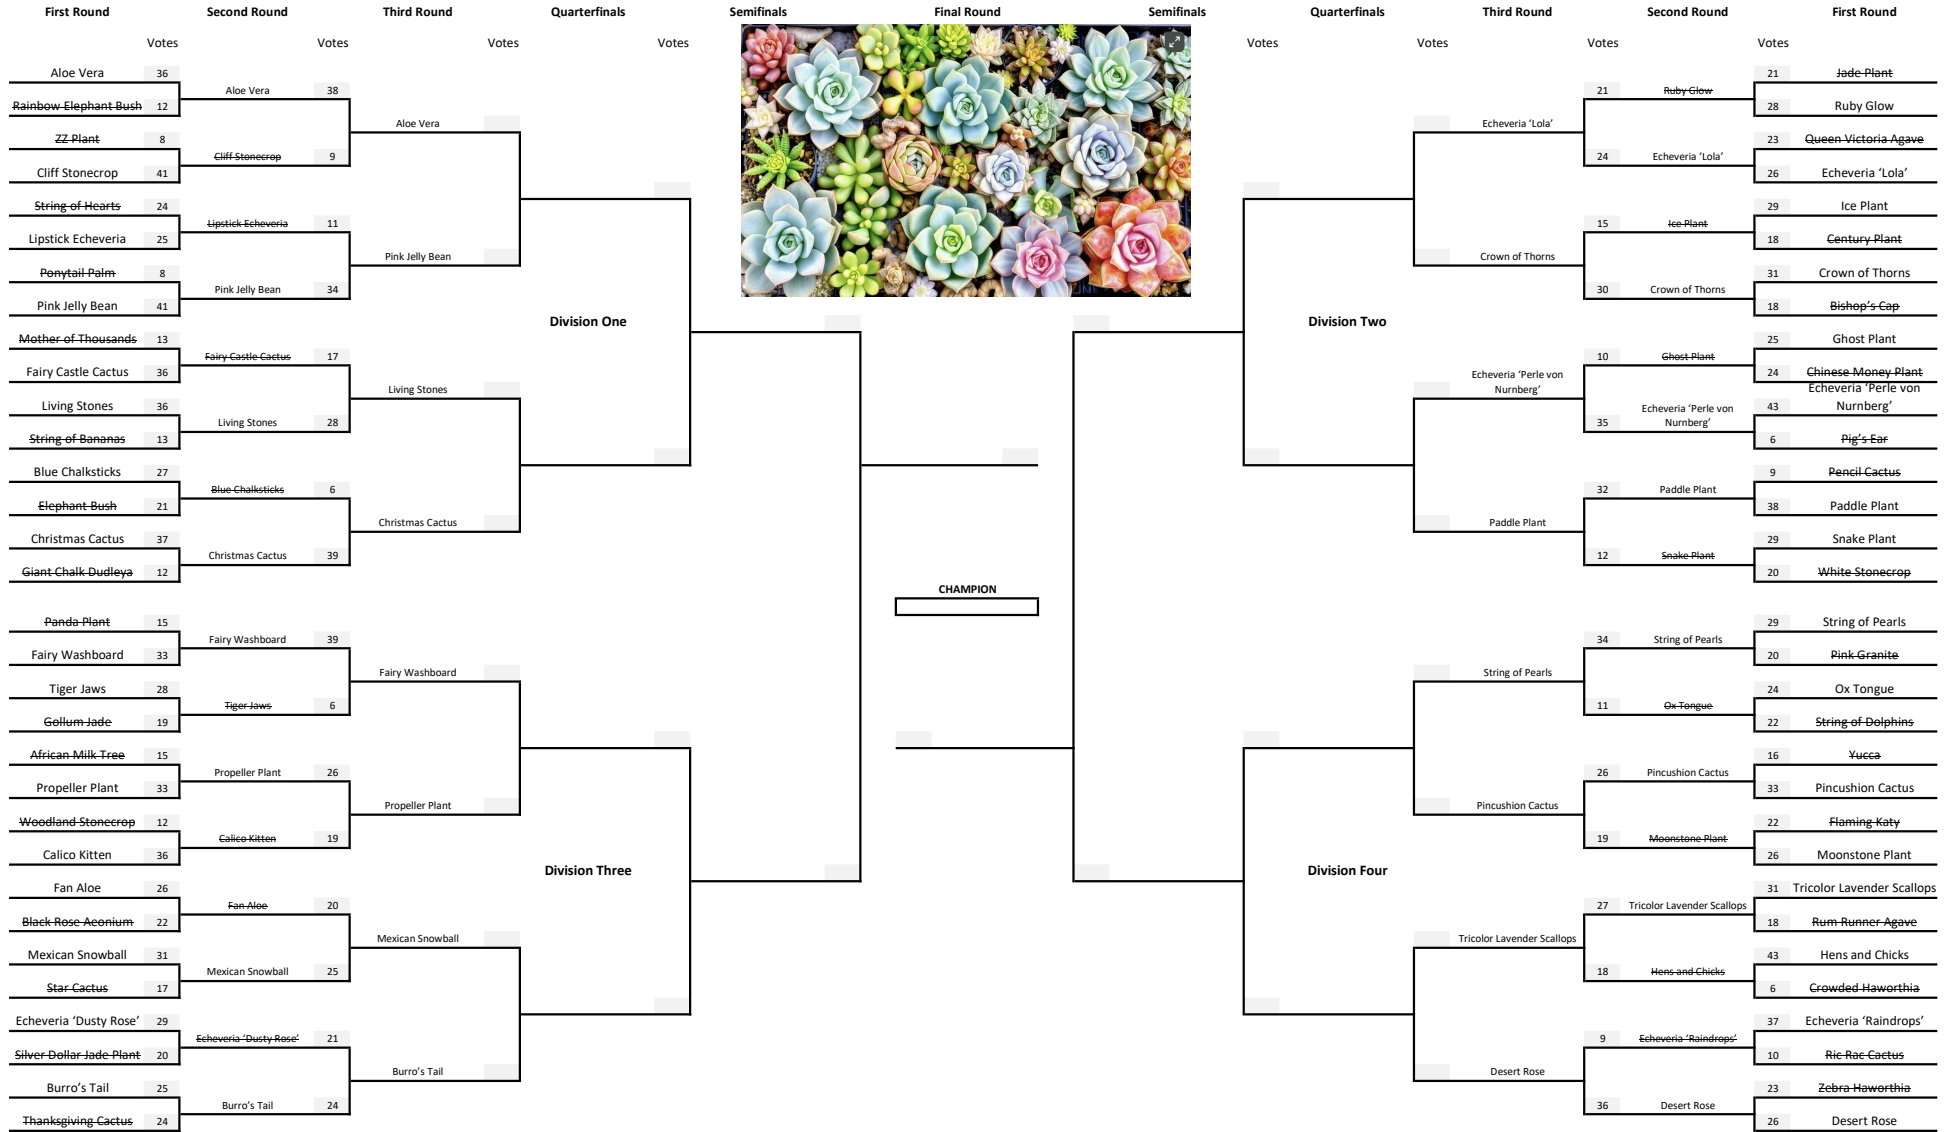 First Round
Second Round
Third Round
Quarterfinals
Semifinals
Final Round
Semifinals
Quarterfinals
Third Round
Second Round
First Round
Votes
Votes
Votes
Votes
Votes
Votes
Votes
Votes
Aloe Vera 36
Rainbow Elephant Bush 12
ZZ Plant 8
Cliff Stonecrop 41
String of Hearts 24
Lipstick Echeveria 25
Ponytail Palm 8
Pink Jelly Bean 41
Mother of Thousands 13
Fairy Castle Cactus 36
Living Stones 36
String of Bananas 13
Blue Chalksticks 27
Elephant Bush 21
Christmas Cactus 37
Giant Chalk Dudleya 12
Panda Plant 15
Fairy Washboard 33
Tiger Jaws 28
Gollum Jade 19
African Milk Tree 15
Propeller Plant 33
Woodland Stonecrop 12
Calico Kitten 36
Fan Aloe 26
Black Rose Aeonium 22
Mexican Snowball 31
Star Cactus 17
Echeveria ‘Dusty Rose’ 29
Silver Dollar Jade Plant 20
Burro’s Tail 25
Thanksgiving Cactus 24
Aloe Vera 38
Cliff Stonecrop 9
Lipstick Echeveria 11
Pink Jelly Bean 34
Fairy Castle Cactus 17
Living Stones 28
Blue Chalksticks 6
Christmas Cactus 39
Fairy Washboard 39
Tiger Jaws 6
Propeller Plant 26
Calico Kitten 19
Fan Aloe 20
Mexican Snowball 25
Echeveria ‘Dusty Rose’ 21
Burro’s Tail 24
Aloe Vera
Pink Jelly Bean
Living Stones
Christmas Cactus
Fairy Washboard
Propeller Plant
Mexican Snowball
Burro’s Tail
Division One
Division Three
CHAMPION
Division Two
Division Four
Echeveria ‘Lola’
Crown of Thorns
Echeveria ‘Perle von
Nurnberg’
Paddle Plant
String of Pearls
Pincushion Cactus
Tricolor Lavender Scallops
Desert Rose
21 Ruby Glow
24 Echeveria ‘Lola’
15 Ice Plant
30 Crown of Thorns
10 Ghost Plant
Echeveria ‘Perle von
35 Nurnberg’
32 Paddle Plant
12 Snake Plant
34 String of Pearls
11 Ox Tongue
26 Pincushion Cactus
19 Moonstone Plant
27 Tricolor Lavender Scallops
18 Hens and Chicks
9 Echeveria ‘Raindrops’
36 Desert Rose
21 Jade Plant
28 Ruby Glow
23 Queen Victoria Agave
26 Echeveria ‘Lola’
29 Ice Plant
18 Century Plant
31 Crown of Thorns
18 Bishop’s Cap
25 Ghost Plant
24 Chinese Money Plant
Echeveria ‘Perle von
43 Nurnberg’
6 Pig’s Ear
9 Pencil Cactus
38 Paddle Plant
29 Snake Plant
20 White Stonecrop
29 String of Pearls
20 Pink Granite
24 Ox Tongue
22 String of Dolphins
16 Yucca
33 Pincushion Cactus
22 Flaming Katy
26 Moonstone Plant
31 Tricolor Lavender Scallops
18 Rum Runner Agave
43 Hens and Chicks
6 Crowded Haworthia
37 Echeveria ‘Raindrops’
10 Ric Rac Cactus
23 Zebra Haworthia
26 Desert Rose